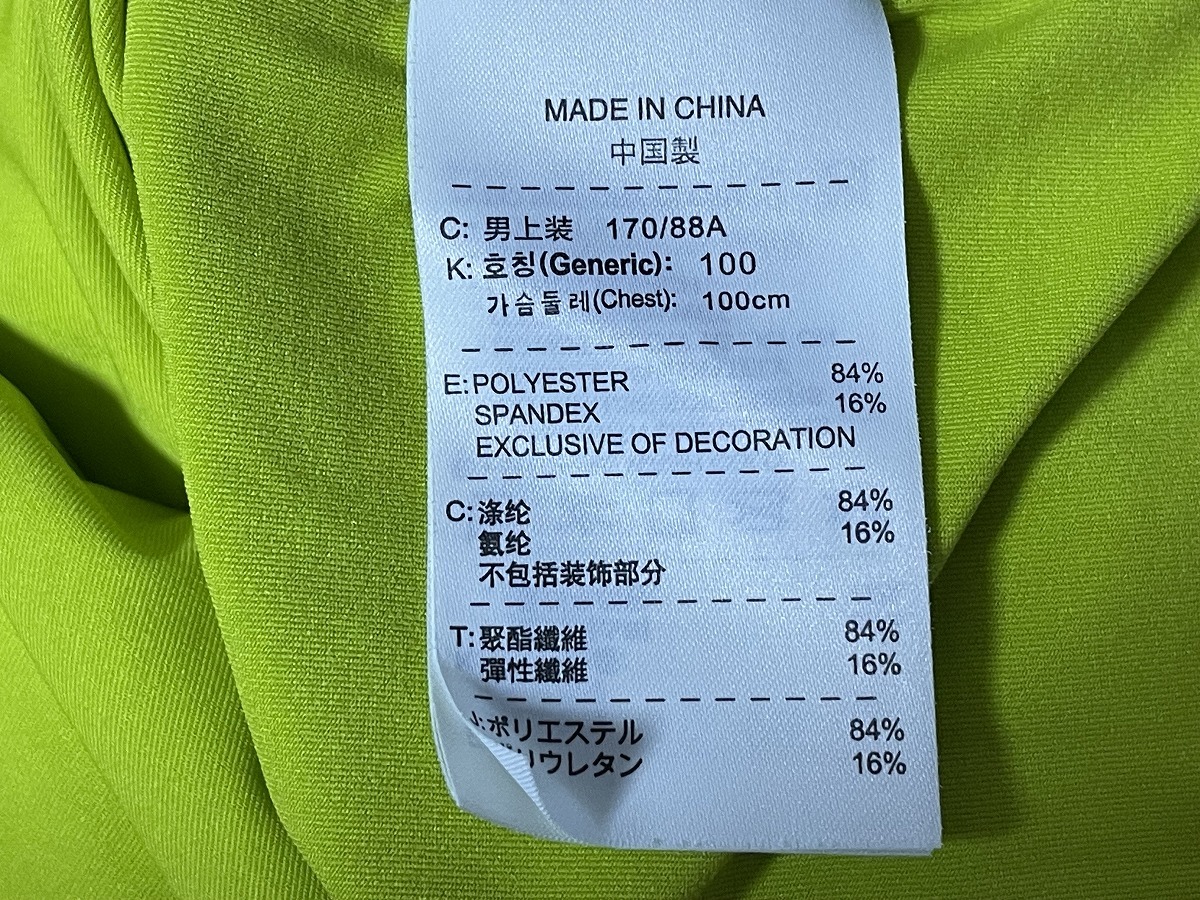 MADE IN CHINA
中国製
C: 男上装 170/88A
K: 호칭(Generic): 100
가슴둘레(Chest): 100cm
E: POLYESTER 84%
SPANDEX 16%
EXCLUSIVE OF DECORATION
C: 涤纶 84%
氨纶 16%
不包括装饰部分
T: 聚酯纖維 84%
彈性纖維 16%
J: ポリエステル 84%
ポリウレタン 16%